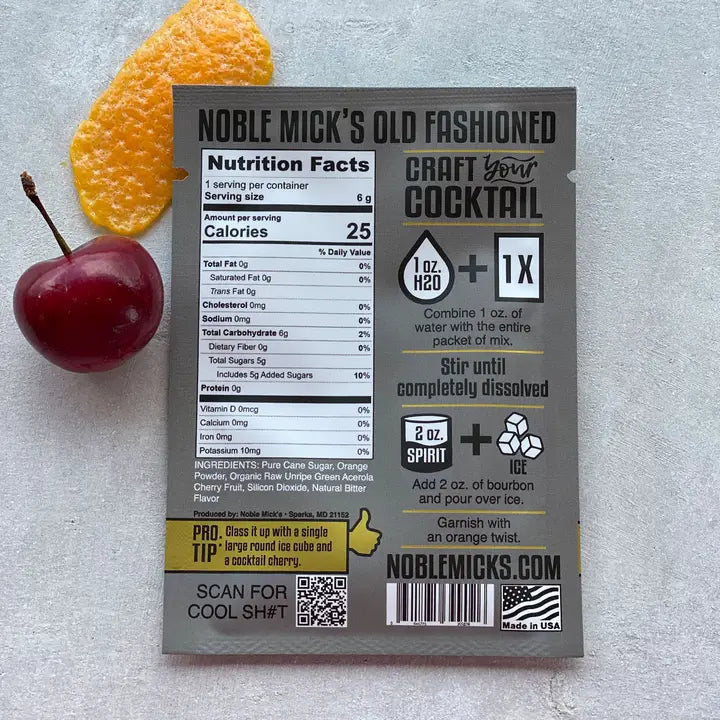 NOBLE MICK'S OLD FASHIONED
Nutrition Facts
1 serving per container
Serving size 6 g
Amount per serving
Calories 25
% Daily Value
Total Fat 0g 0%
Saturated Fat 0g 0%
Trans Fat 0g
Cholesterol 0mg 0%
Sodium 0mg 0%
Total Carbohydrate 6g 2%
Dietary Fiber 0g 0%
Total Sugars 5g
Includes 5g Added Sugars 10%
Protein 0g
Vitamin D 0mcg 0%
Calcium 0mg 0%
Iron 0mg 0%
Potassium 10mg 0%
INGREDIENTS: Pure Cane Sugar, Orange
Powder, Organic Raw Unripe Green Acerola
Cherry Fruit, Silicon Dioxide, Natural Bitter
Flavor
Produced by: Noble Mick's • Sparks, MD 21152
PRO.
TIP*
Class it up with a single
large round ice cube and
a cocktail cherry.
SCAN FOR
COOL SH#T
CRAFT your
COCKTAIL
1 oz.
H2O
+
1X
Combine 1 oz. of
water with the entire
packet of mix.
Stir until
completely dissolved
2 oz.
SPIRIT
+
ICE
Add 2 oz. of bourbon
and pour over ice.
Garnish with
an orange twist.
NOBLEMICKS.COM
Made in USA